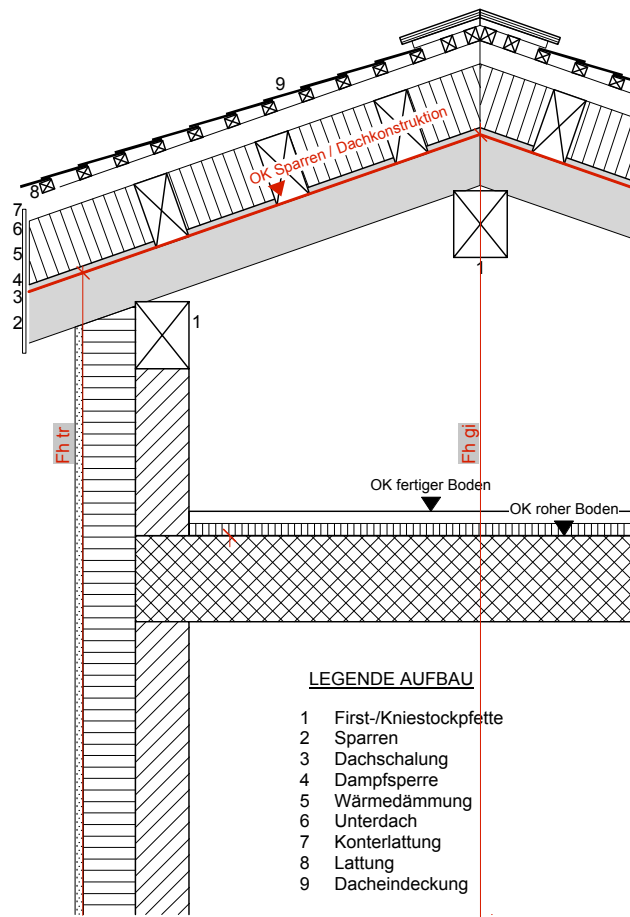 9
OK Sparren / Dachkonstruktion
8
7
6
5
4
3
2
1
1
Fh tr
Fh gi
OK fertiger Boden
OK roher Boden
LEGENDE AUFBAU
1 First-/Kniestockpfette
2 Sparren
3 Dachschalung
4 Dampfsperre
5 Wärmedämmung
6 Unterdach
7 Konterlattung
8 Lattung
9 Dacheindeckung